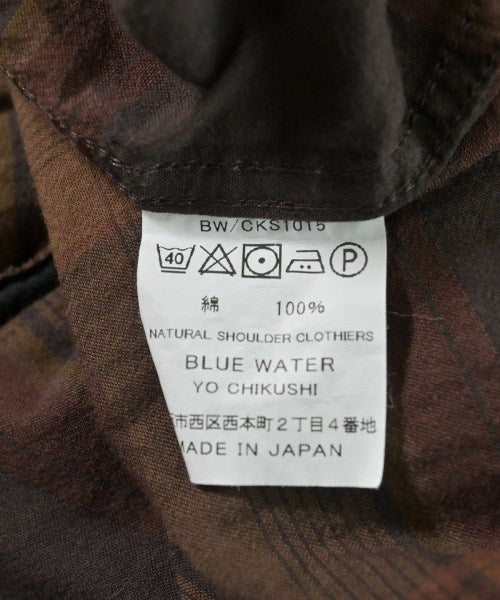 BW/CKS1015
40 P
綿 100%
NATURAL SHOULDER CLOTHIERS
BLUE WATER
YO CHIKUSHI
市西区西本町2丁目4番地
MADE IN JAPAN